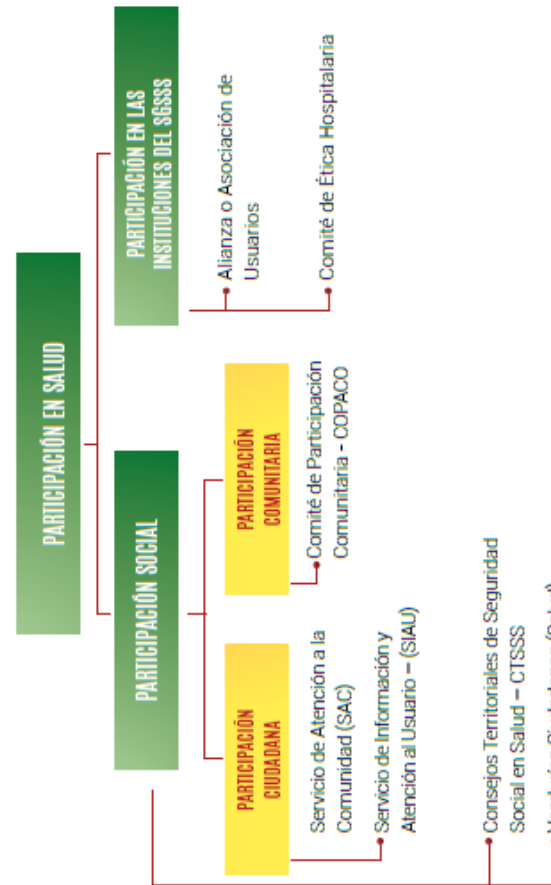 PARTICIPACIÓN EN SALUD
PARTICIPACIÓN SOCIAL
PARTICIPACIÓN EN LAS
INSTITUCIONES DEL SGSSS
PARTICIPACIÓN
CIUDADANA
PARTICIPACIÓN
COMUNITARIA
Servicio de Atención a la
Comunidad (SAC)
Servicio de Información y
Atención al Usuario – (SIAU)
Comité de Participación
Comunitaria - COPACO
Alianza o Asociación de
Usuarios
Comité de Ética Hospitalaria
Consejos Territoriales de Seguridad
Social en Salud – CTSSS